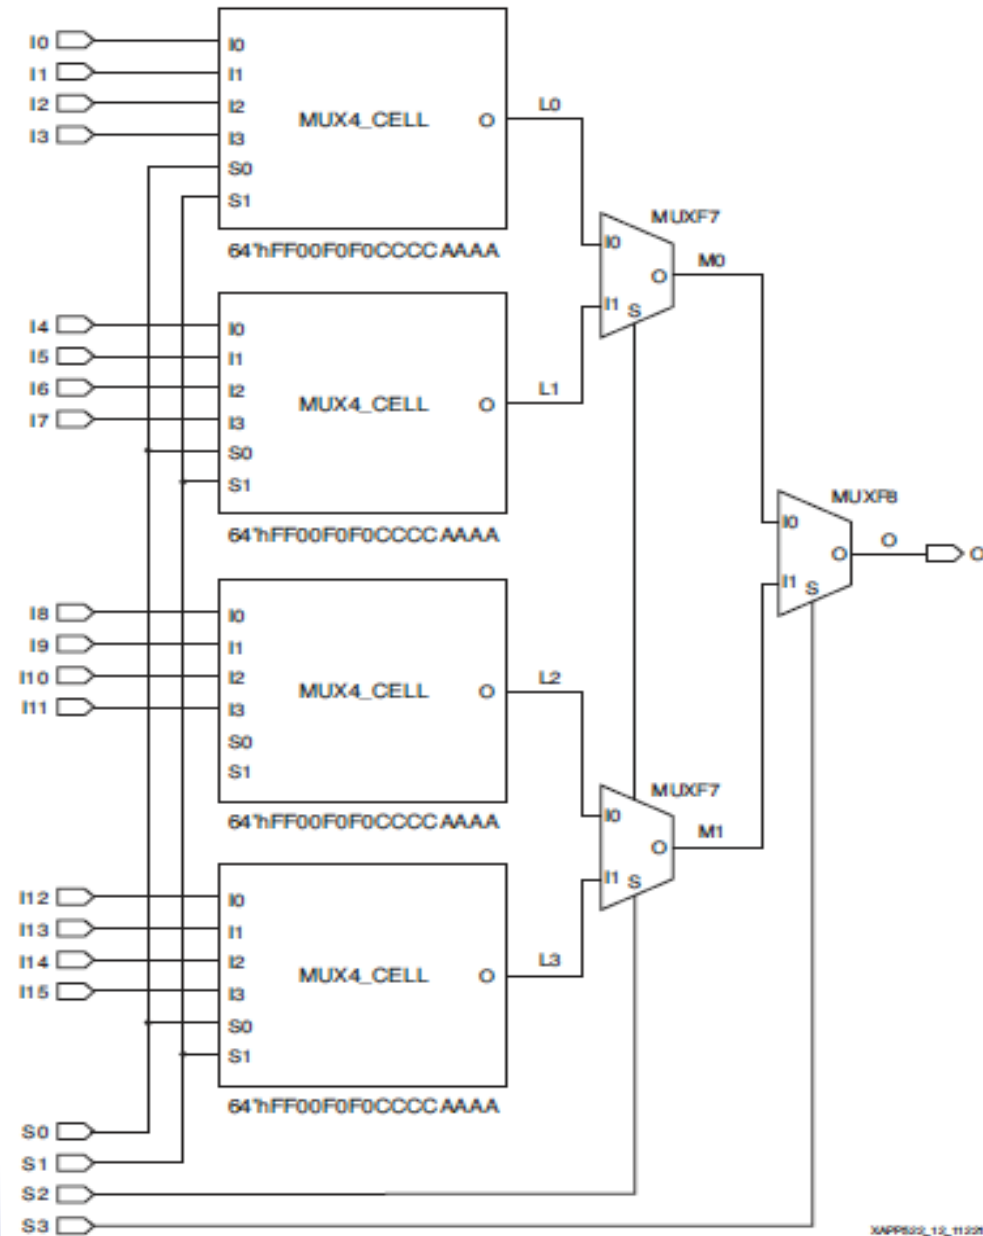 I0
I1
I2
I3
I0
I1
I2
I3
S0
S1
MUX4_CELL
O
L0
64'hFF00F0F0CCCCAAAA
MUXF7
I0
I1
S
O
M0
I4
I5
I6
I7
I0
I1
I2
I3
S0
S1
MUX4_CELL
O
L1
64'hFF00F0F0CCCCAAAA
MUXF8
I0
I1
S
O
O
O
I8
I9
I10
I11
I0
I1
I2
I3
S0
S1
MUX4_CELL
O
L2
64'hFF00F0F0CCCCAAAA
MUXF7
I0
I1
S
O
M1
I12
I13
I14
I15
I0
I1
I2
I3
S0
S1
MUX4_CELL
O
L3
64'hFF00F0F0CCCCAAAA
S0
S1
S2
S3